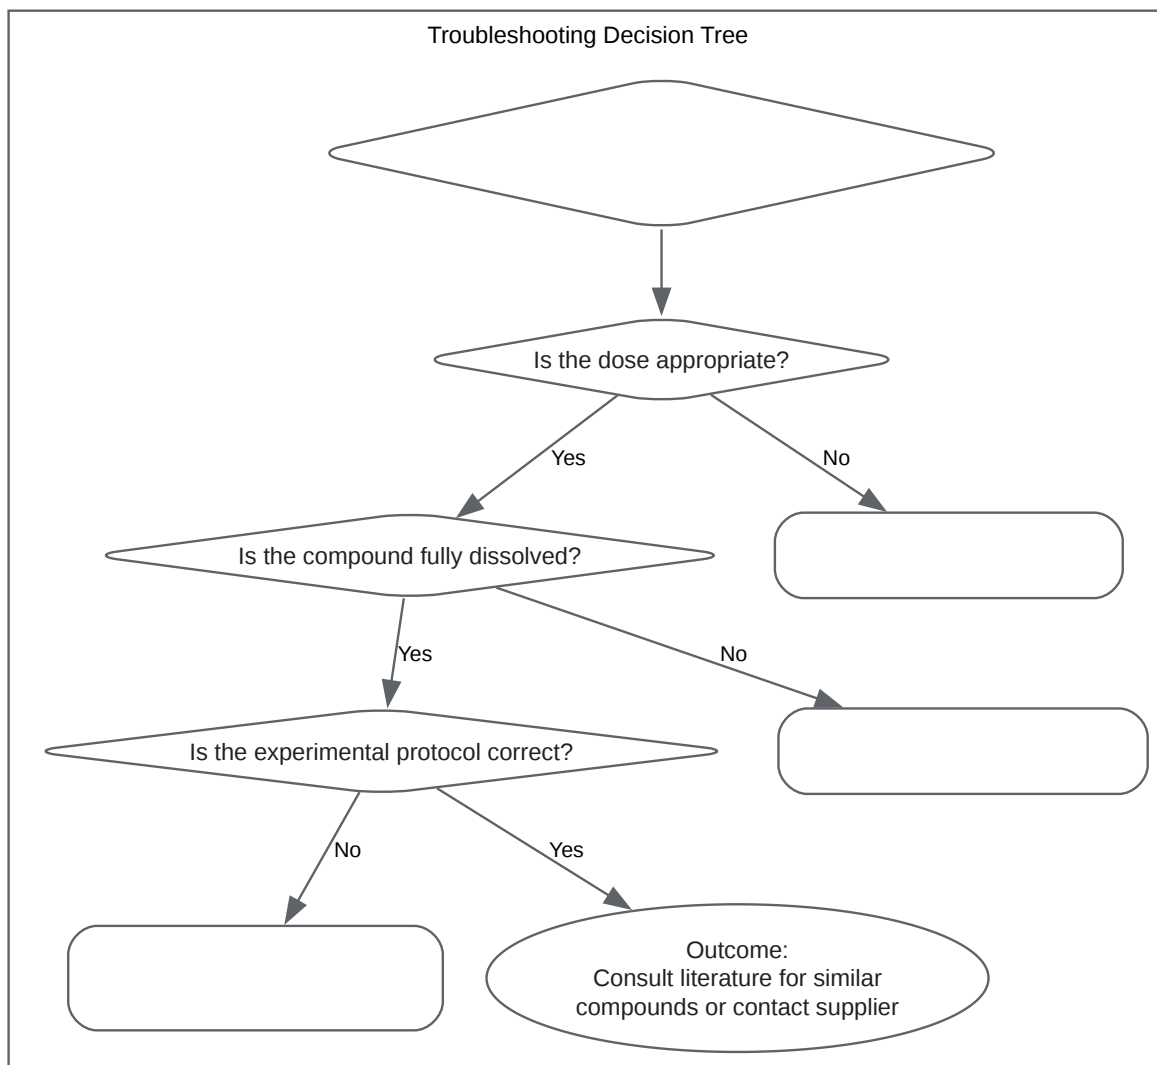 Troubleshooting Decision Tree
Is the dose appropriate?
Yes
No
Is the compound fully dissolved?
Yes
No
Is the experimental protocol correct?
No
Yes
Outcome:
Consult literature for similar
compounds or contact supplier